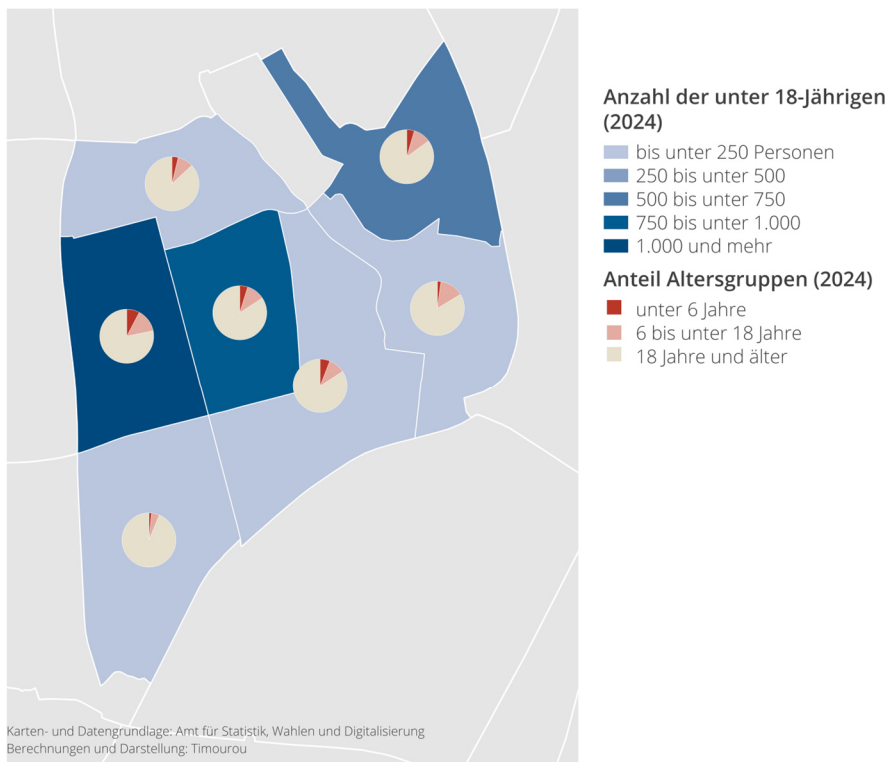 Anzahl der unter 18-Jährigen
(2024)
bis unter 250 Personen
250 bis unter 500
500 bis unter 750
750 bis unter 1.000
1.000 und mehr
Anteil Altersgruppen (2024)
unter 6 Jahre
6 bis unter 18 Jahre
18 Jahre und älter
Karten- und Datengrundlage: Amt für Statistik, Wahlen und Digitalisierung
Berechnungen und Darstellung: Timourou